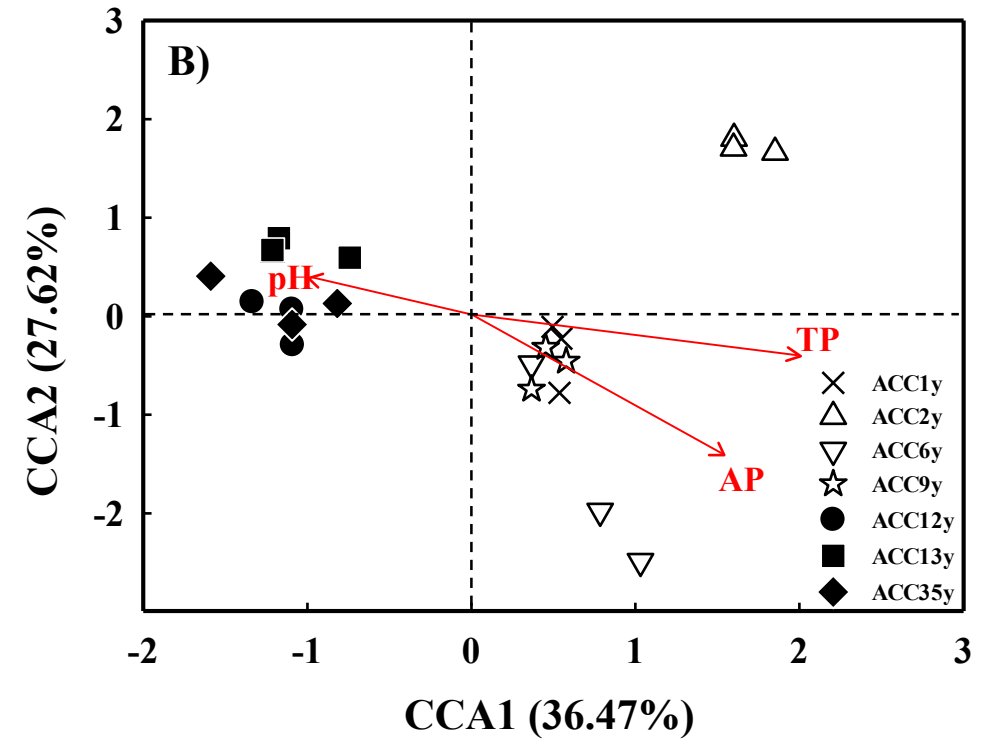 3
B)
2
1
pH
0
TP
ACC1y
ACC2y
-1
ACC6y
AP
ACC9y
-2
ACC12y
ACC13y
ACC35y
-2 -1 0 1 2 3
CCA1 (36.47%)
CCA2 (27.62%)